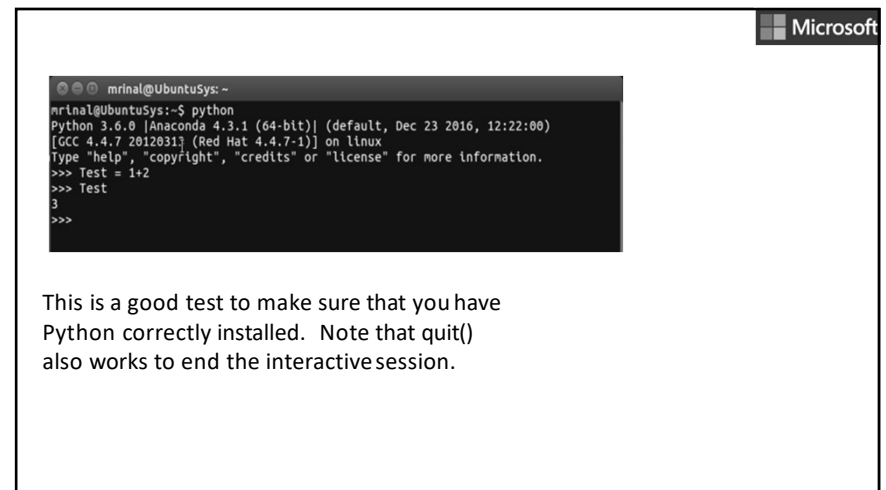 Microsoft
mrinal@UbuntuSys: ~
mrinal@UbuntuSys:~$ python
Python 3.6.0 |Anaconda 4.3.1 (64-bit)| (default, Dec 23 2016, 12:22:00)
[GCC 4.4.7 20120313 (Red Hat 4.4.7-1)] on linux
Type "help", "copyright", "credits" or "license" for more information.
>>> Test = 1+2
>>> Test
3
>>>
This is a good test to make sure that you have
Python correctly installed. Note that quit()
also works to end the interactive session.